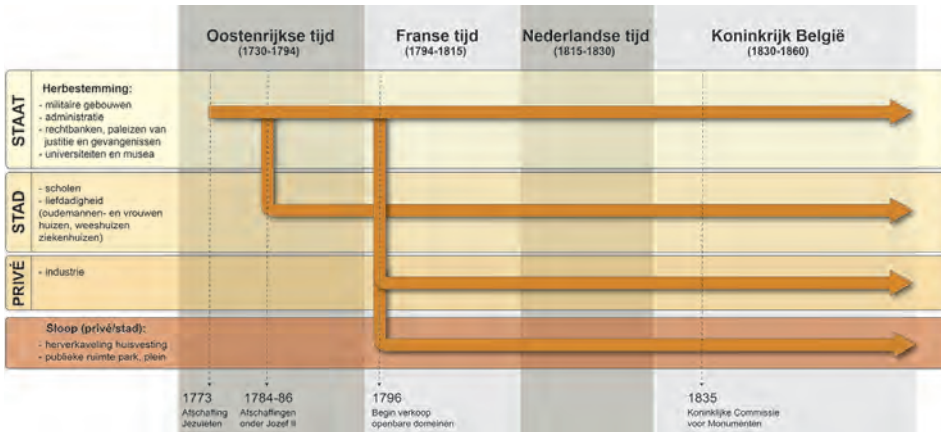 Oostenrijkse tijd
(1730-1794)
Franse tijd
(1794-1815)
Nederlandse tijd
(1815-1830)
Koninkrijk België
(1830-1860)
STAAT
Herbestemming:
- militaire gebouwen
- administratie
- rechtbanken, paleizen van
justitie en gevangenissen
- universiteiten en musea
STAD
- scholen
- liefdadigheid
(oudemannen- en vrouwen
huizen, weeshuizen
ziekenhuizen)
PRIVÉ
- industrie
Sloop (privé/stad):
- herverkaveling huisvesting
- publieke ruimte park, plein
1773
Afschaffing
Jezuïeten
1784-86
Afschaffingen
onder Jozef II
1796
Begin verkoop
openbare domeinen
1835
Koninklijke Commissie
voor Monumenten